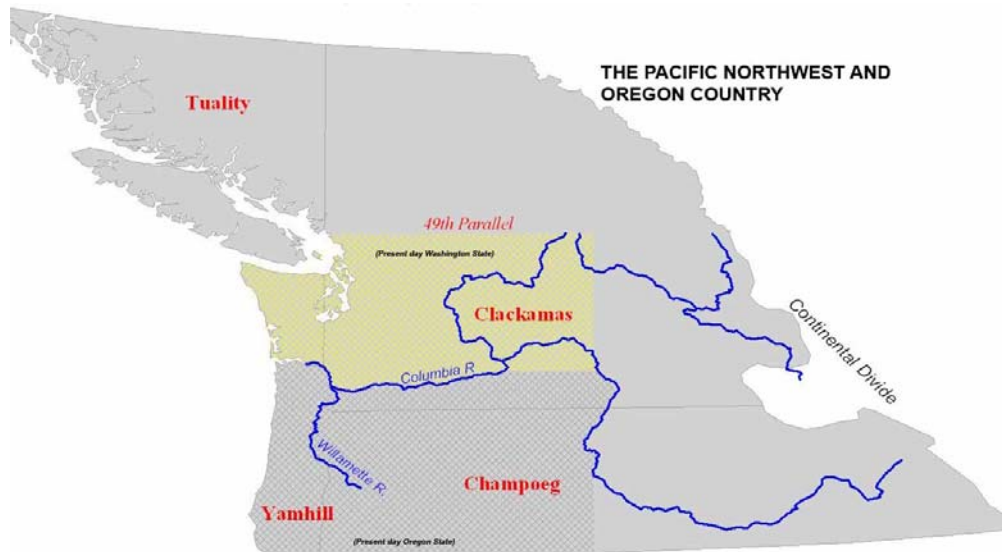 THE PACIFIC NORTHWEST AND
OREGON COUNTRY
Tuality
49th Parallel
(Present day Washington State)
Clackamas
Continental Divide
Columbia R
Willamette R.
Champoeg
Yamhill
(Present day Oregon State)